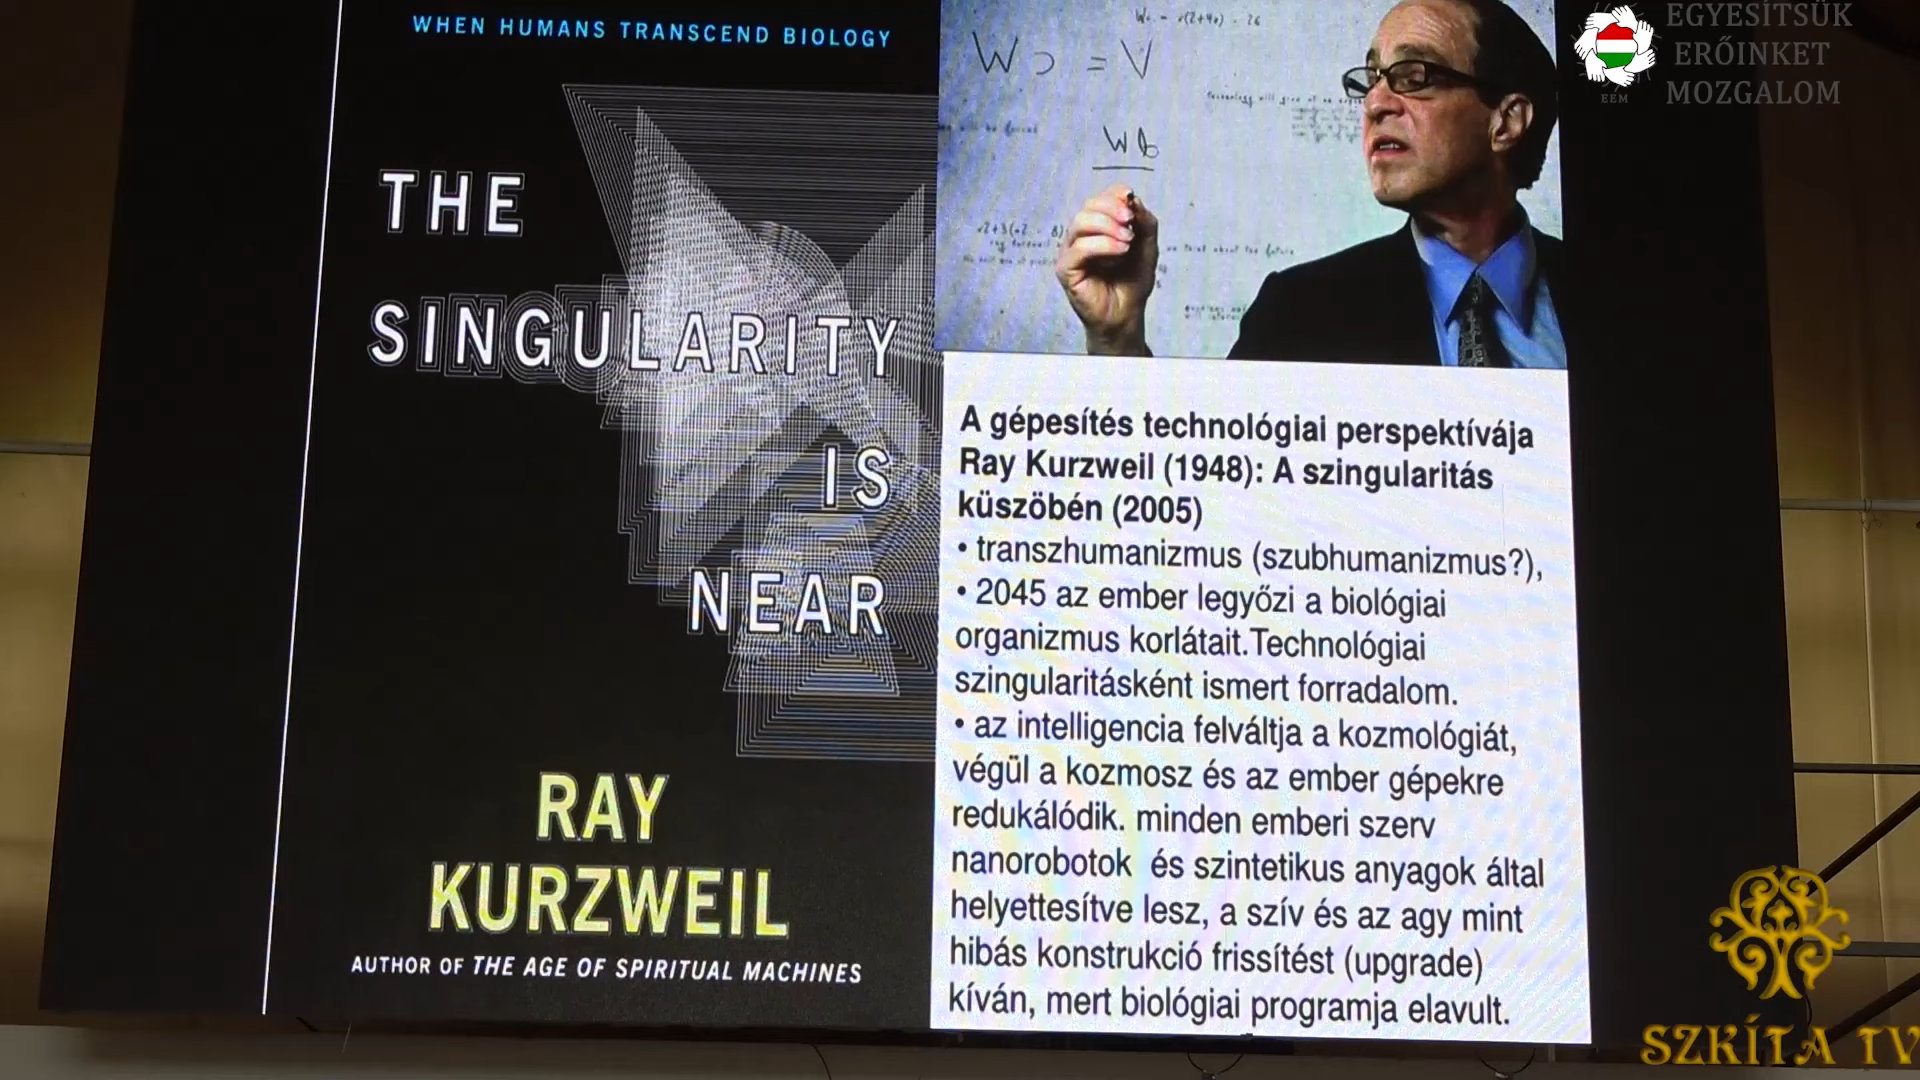 WHEN HUMANS TRANSCEND BIOLOGY
THE
SINGULARITY
IS
NEAR
RAY
KURZWEIL
AUTHOR OF THE AGE OF SPIRITUAL MACHINES
= V
A gépesítés technológiai perspektívája
Ray Kurzweil (1948): A szingularitás
küszöbén (2005)
• transzhumanizmus (szubhumanizmus?),
• 2045 az ember legyőzi a biológiai
organizmus korlátait.Technológiai
szingularitásként ismert forradalom.
• az intelligencia felváltja a kozmológiát,
végül a kozmosz és az ember gépekre
redukálódik. minden emberi szerv
nanorobotok és szintetikus anyagok által
helyettesítve lesz, a szív és az agy mint
hibás konstrukció frissítést (upgrade)
kíván, mert biológiai programja elavult.
EGYESÍTSÜK
ERŐINKET
MOZGALOM
EEM
SZKÍTA TV